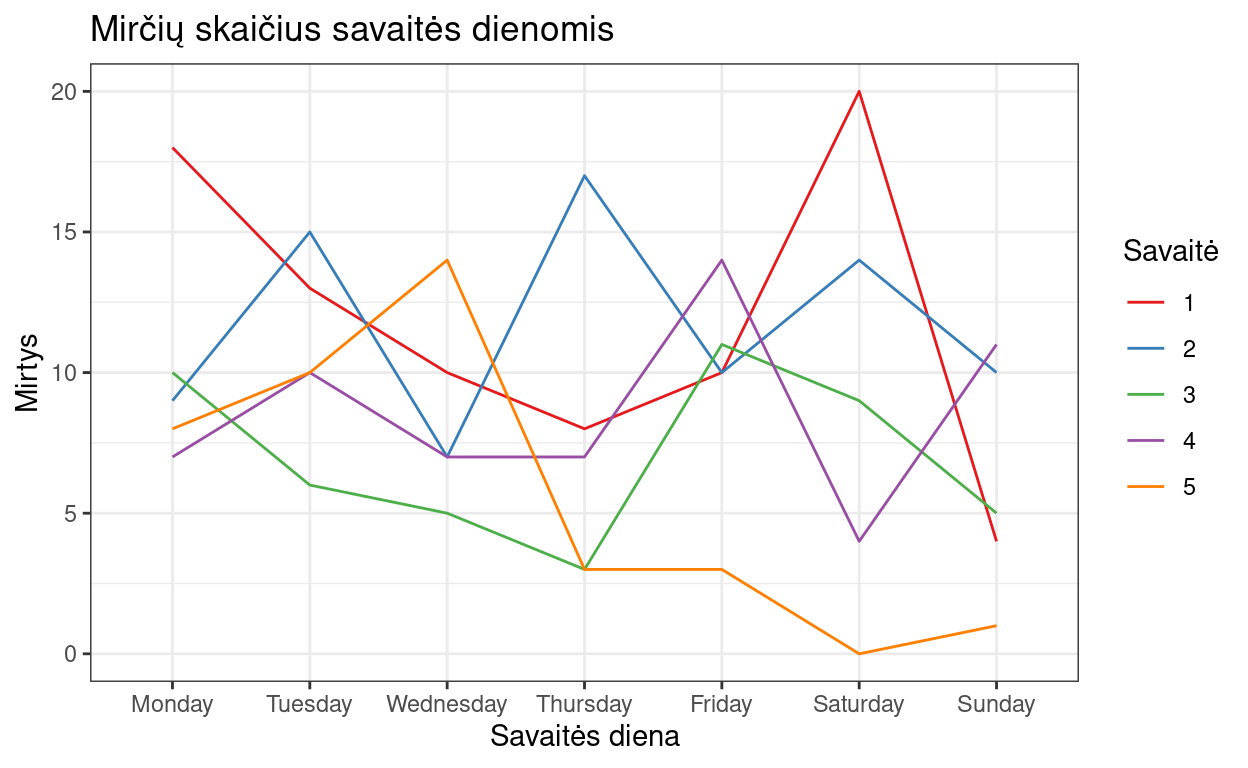 Mirčių skaičius savaitės dienomis
20
15
10
5
0
Mirtys
Monday Tuesday Wednesday Thursday Friday Saturday Sunday
Savaitės diena
Savaitė
1
2
3
4
5